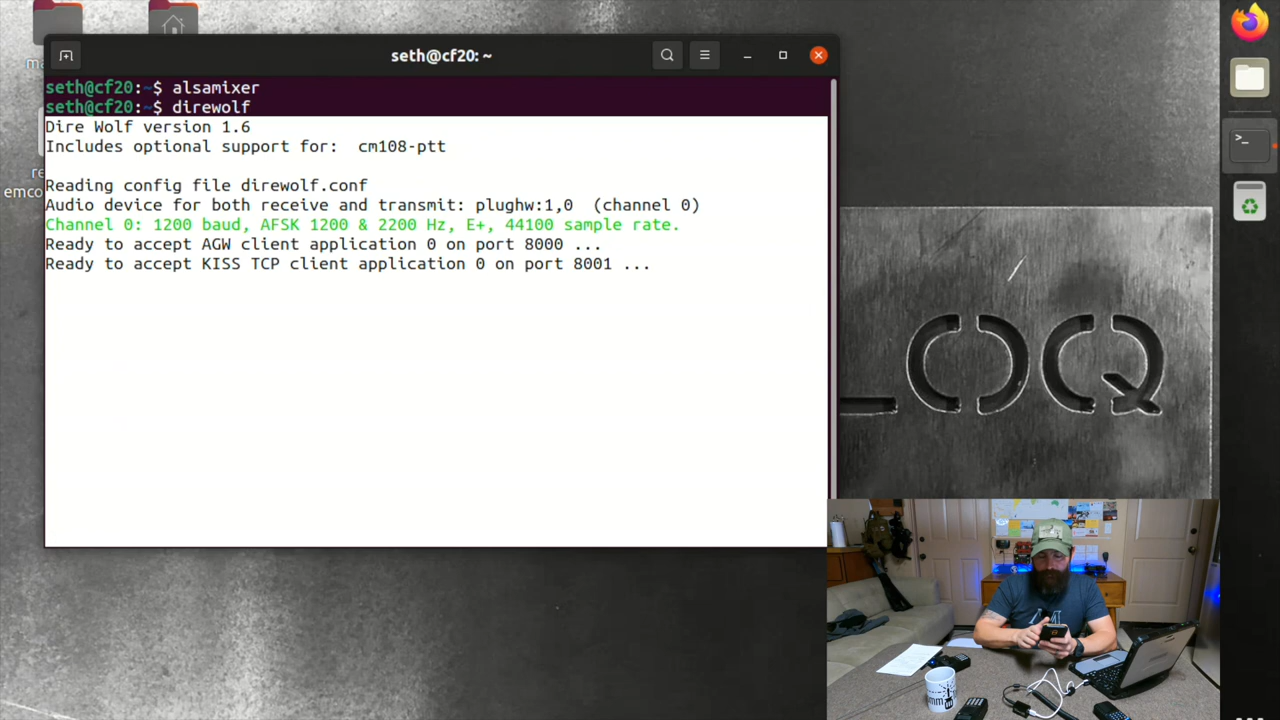 seth@cf20: ~
seth@cf20:~$ alsamixer
seth@cf20:~$ direwolf
Dire Wolf version 1.6
Includes optional support for:  cm108-ptt
Reading config file direwolf.conf
Audio device for both receive and transmit: plughw:1,0  (channel 0)
Channel 0: 1200 baud, AFSK 1200 & 2200 Hz, E+, 44100 sample rate.
Ready to accept AGW client application 0 on port 8000 ...
Ready to accept KISS TCP client application 0 on port 8001 ...
OQ